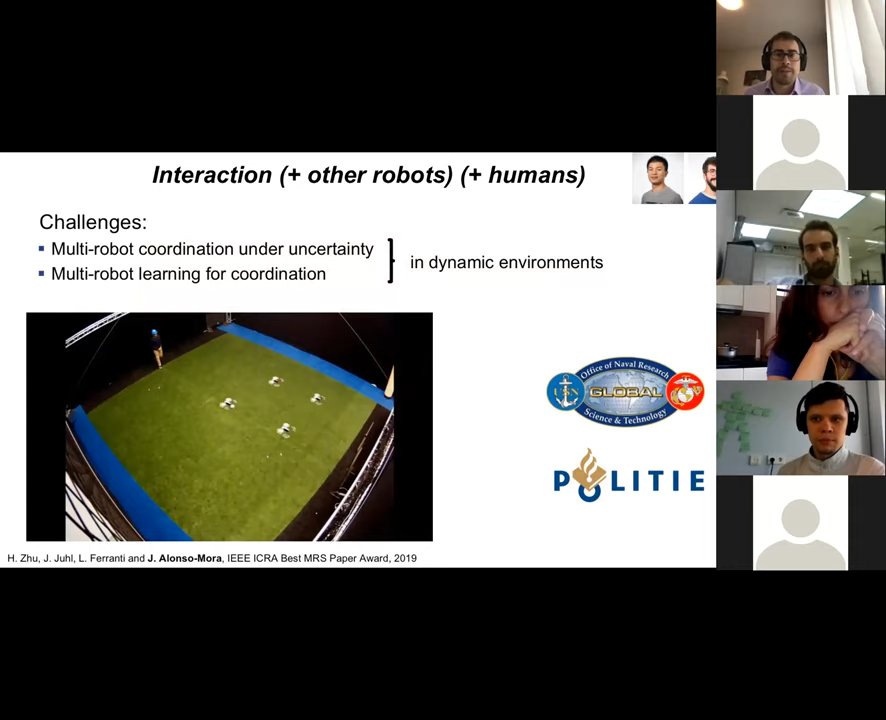 Interaction (+ other robots) (+ humans)
Challenges:
▪ Multi-robot coordination under uncertainty
▪ Multi-robot learning for coordination
in dynamic environments
Office of Naval Research
USN GLOBAL
Science & Technology
POLITIE
H. Zhu, J. Juhl, L. Ferranti and J. Alonso-Mora, IEEE ICRA Best MRS Paper Award, 2019